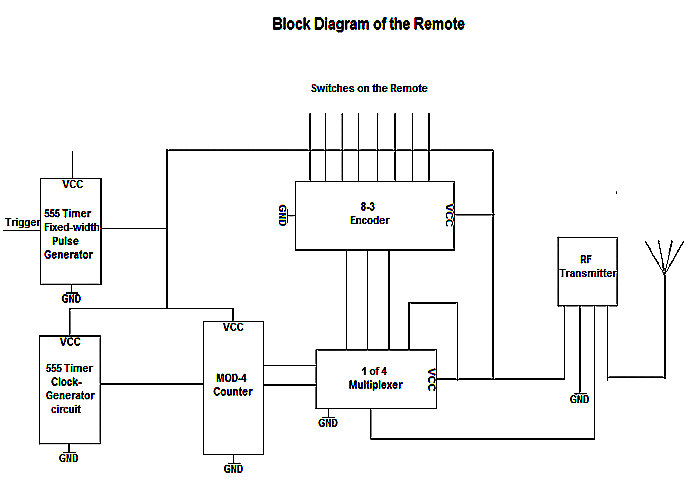 Block Diagram of the Remote
Switches on the Remote
VCC
555 Timer
Fixed-width
Pulse
Generator
Trigger
GND
8-3
Encoder
GND
VCC
RF
Transmitter
GND
VCC
555 Timer
Clock-
Generator
circuit
GND
VCC
MOD-4
Counter
GND
1 of 4
Multiplexer
VCC
GND